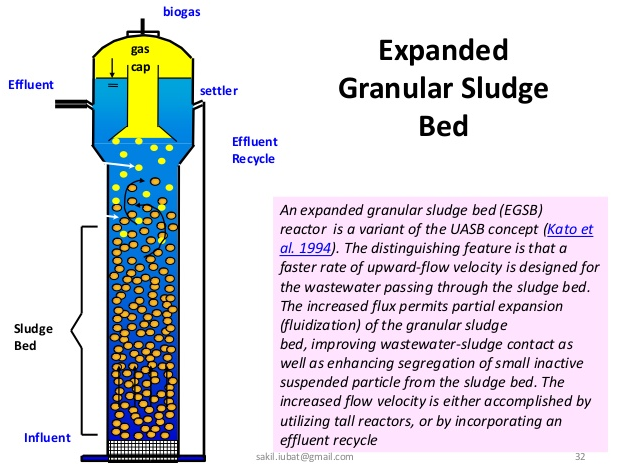 biogas
gas
cap
Effluent
settler
Effluent
Recycle
Sludge
Bed
Influent
Expanded
Granular Sludge
Bed
An expanded granular sludge bed (EGSB)
reactor is a variant of the UASB concept (Kato et
al. 1994). The distinguishing feature is that a
faster rate of upward-flow velocity is designed for
the wastewater passing through the sludge bed.
The increased flux permits partial expansion
(fluidization) of the granular sludge
bed, improving wastewater-sludge contact as
well as enhancing segregation of small inactive
suspended particle from the sludge bed. The
increased flow velocity is either accomplished by
utilizing tall reactors, or by incorporating an
effluent recycle
sakil.iubat@gmail.com
32